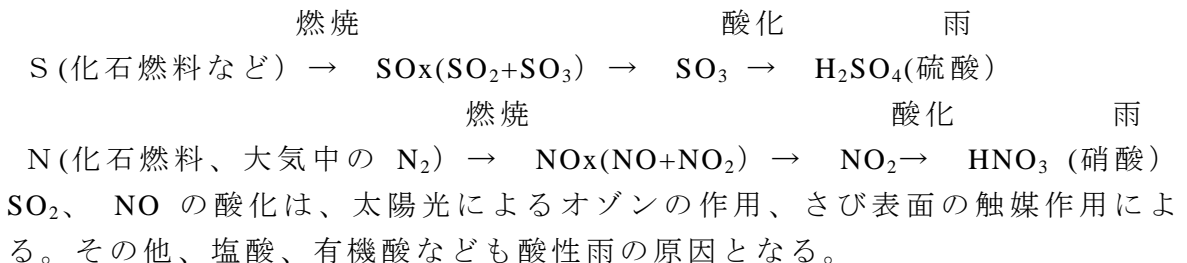 燃焼 酸化 雨
S(化石燃料など) → SOx(SO₂+SO₃) → SO₃ → H₂SO₄(硫酸)
燃焼 酸化 雨
N(化石燃料、大気中の N₂) → NOx(NO+NO₂) → NO₂→ HNO₃ (硝酸)
SO₂、 NO の酸化は、太陽光によるオゾンの作用、さび表面の触媒作用によ
る。その他、塩酸、有機酸なども酸性雨の原因となる。